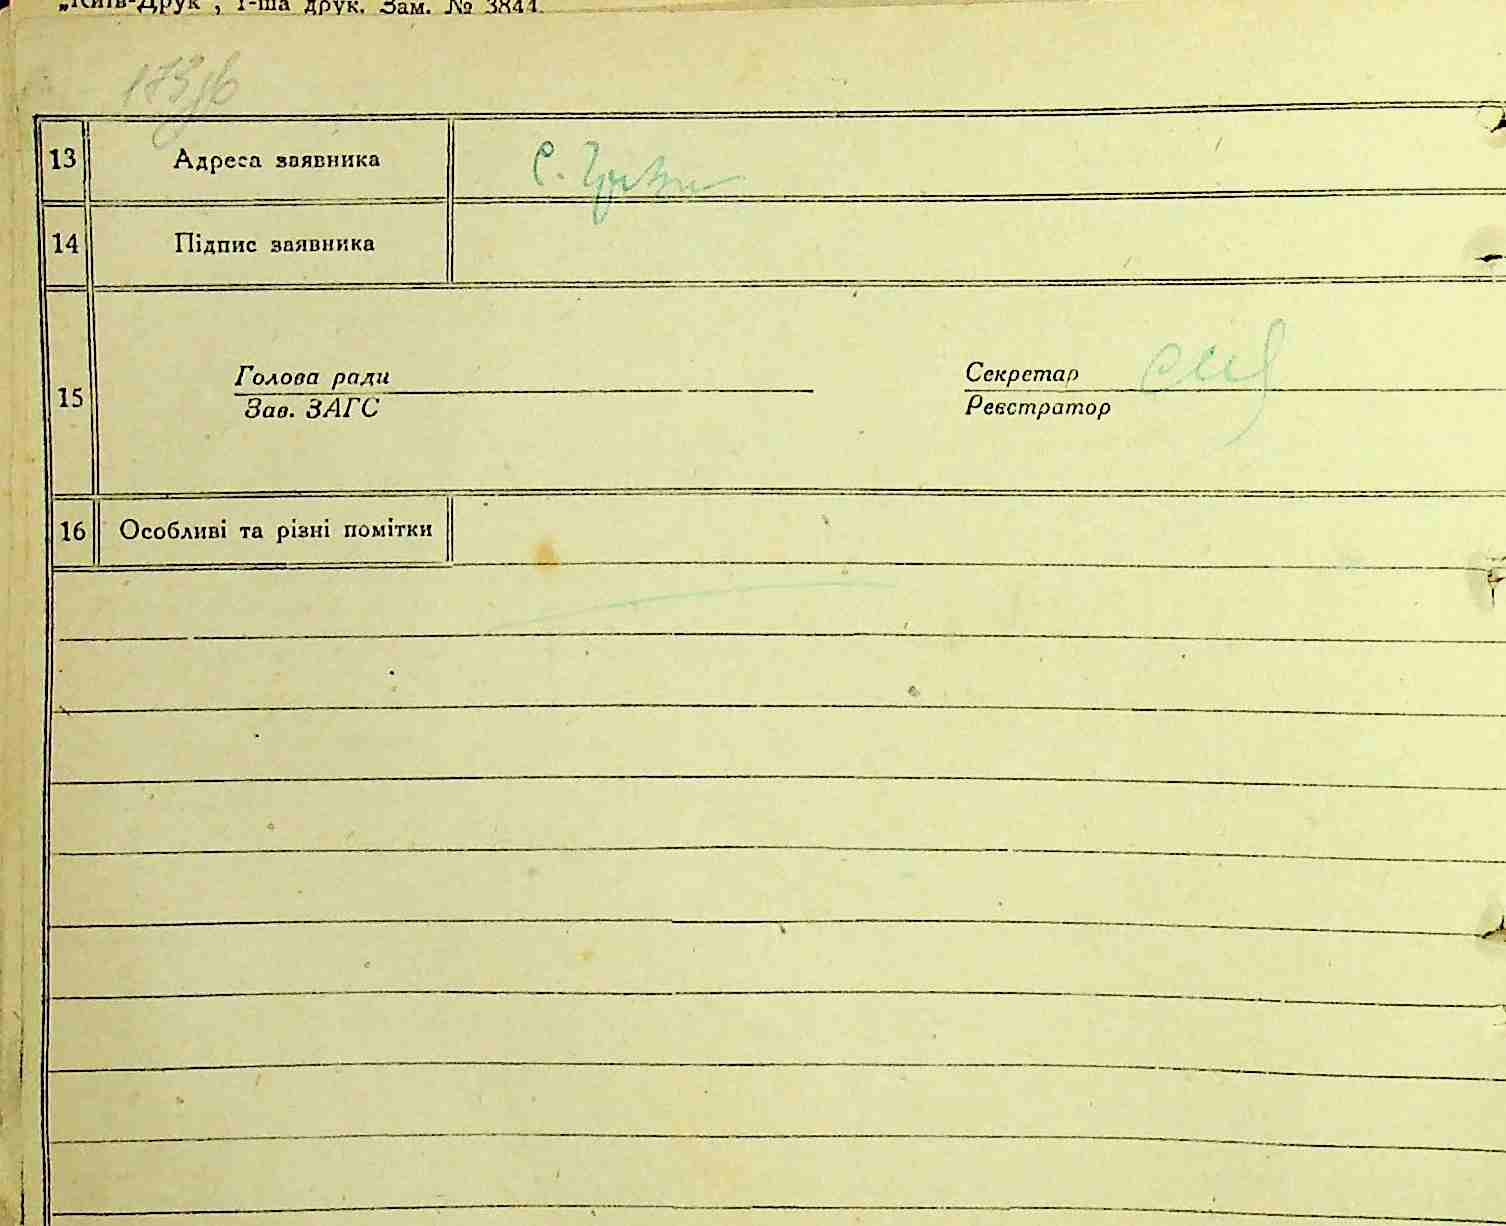 „Київ-Друк", 1-ша друк. Зам. № 3844.
13 Адреса заявника С.
14 Підпис заявника
Голова ради Секретар
15
Зав. ЗАГС Реєстратор
16 Особливі та різні помітки